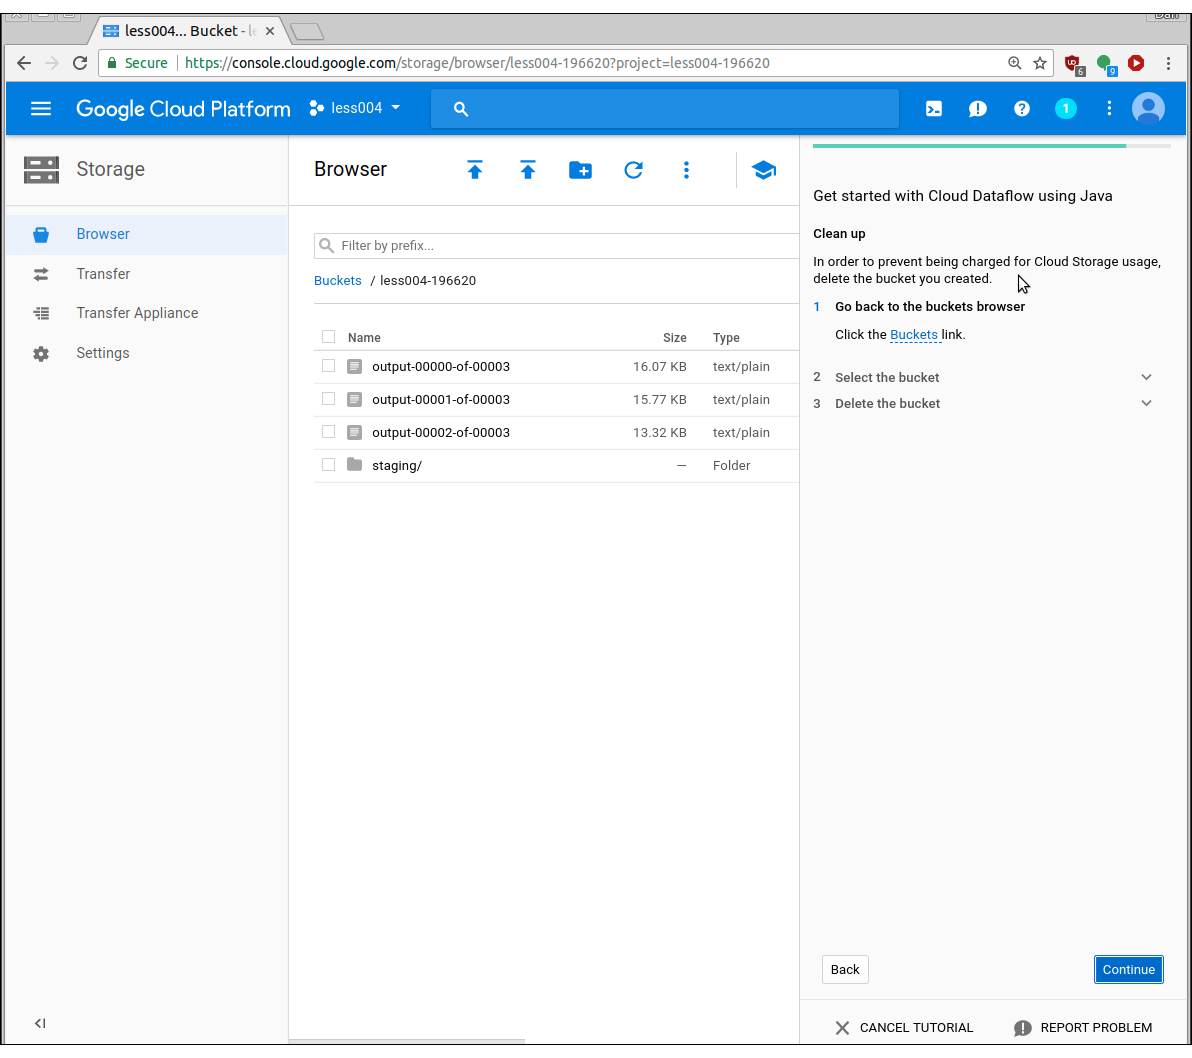 less004... Bucket - le
Secure
https://console.cloud.google.com/storage/browser/less004-196620?project=less004-196620
6
9
Google Cloud Platform
less004
1
Storage
Browser
Transfer
Transfer Appliance
Settings
Browser
Filter by prefix...
Buckets / less004-196620
Name Size Type
output-00000-of-00003 16.07 KB text/plain
output-00001-of-00003 15.77 KB text/plain
output-00002-of-00003 13.32 KB text/plain
staging/ — Folder
Get started with Cloud Dataflow using Java
Clean up
In order to prevent being charged for Cloud Storage usage,
delete the bucket you created.
1 Go back to the buckets browser
Click the Buckets link.
2 Select the bucket
3 Delete the bucket
Back
Continue
CANCEL TUTORIAL
REPORT PROBLEM